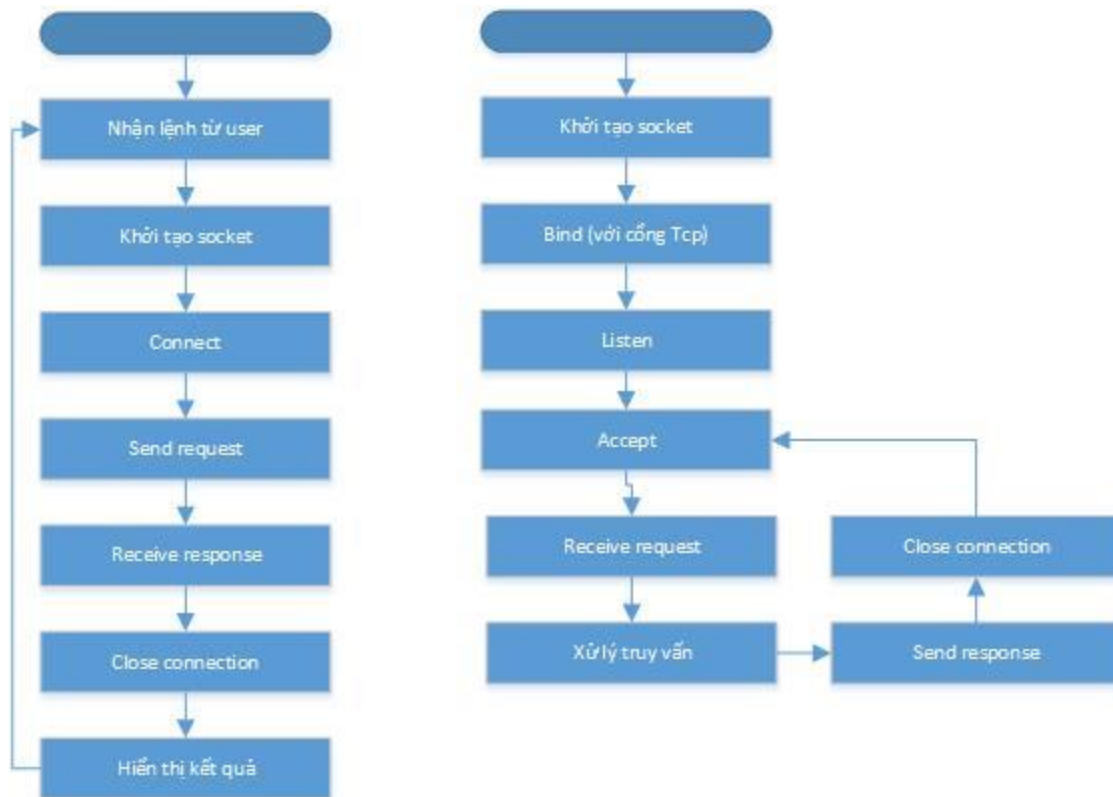 Nhận lệnh từ user
Khởi tạo socket
Connect
Send request
Receive response
Close connection
Hiển thị kết quả
Khởi tạo socket
Bind (với cổng Tcp)
Listen
Accept
Receive request
Xử lý truy vấn
Send response
Close connection